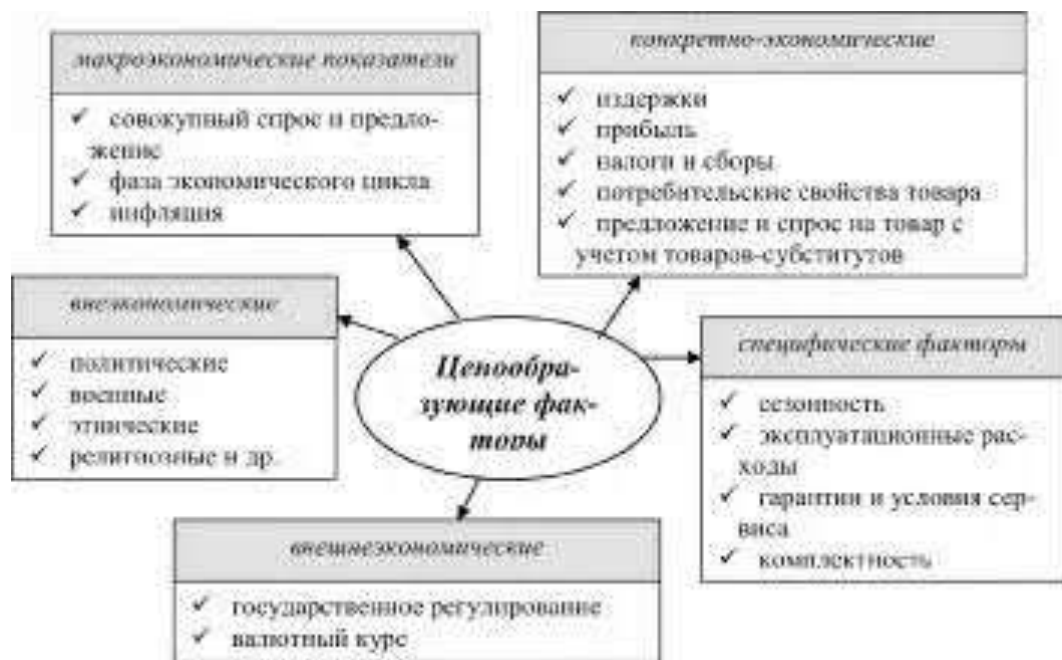 макроэкономические показатели
✓ совокупный спрос и предло-
жение
✓ фаза экономического цикла
✓ инфляция
конкретно-экономические
✓ издержки
✓ прибыль
✓ налоги и сборы
✓ потребительские свойства товара
✓ предложение и спрос на товар с
учетом товаров-субститутов
внеэкономические
✓ политические
✓ военные
✓ этнические
✓ религиозные и др.
Ценообра-
зующие фак-
торы
специфические факторы
✓ сезонность
✓ эксплуатационные рас-
ходы
✓ гарантии и условия сер-
виса
✓ комплектность
внешнеэкономические
✓ государственное регулирование
✓ валютный курс